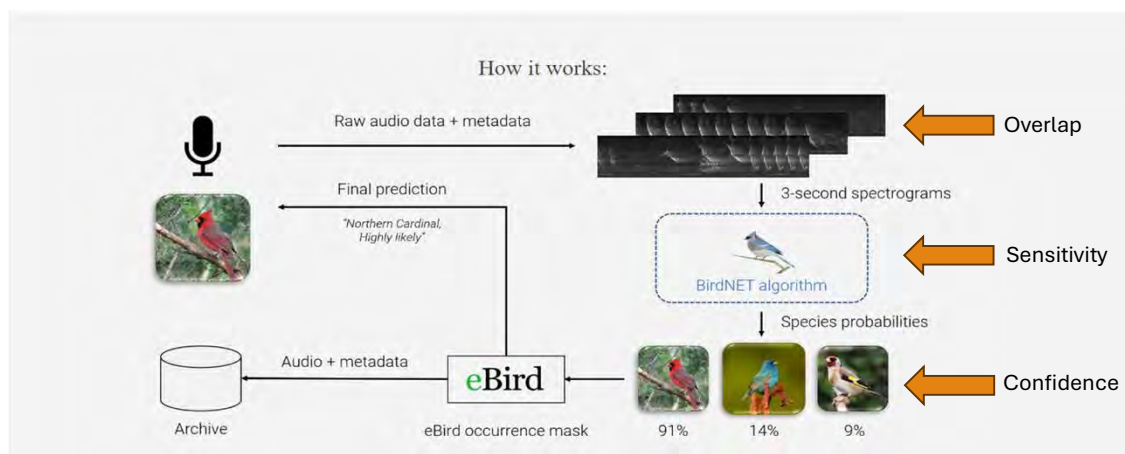 How it works:
Raw audio data + metadata
Overlap
3-second spectrograms
Final prediction
"Northern Cardinal,
Highly likely"
BirdNET algorithm
Sensitivity
Species probabilities
Audio + metadata
eBird
Confidence
Archive
eBird occurrence mask
91%
14%
9%